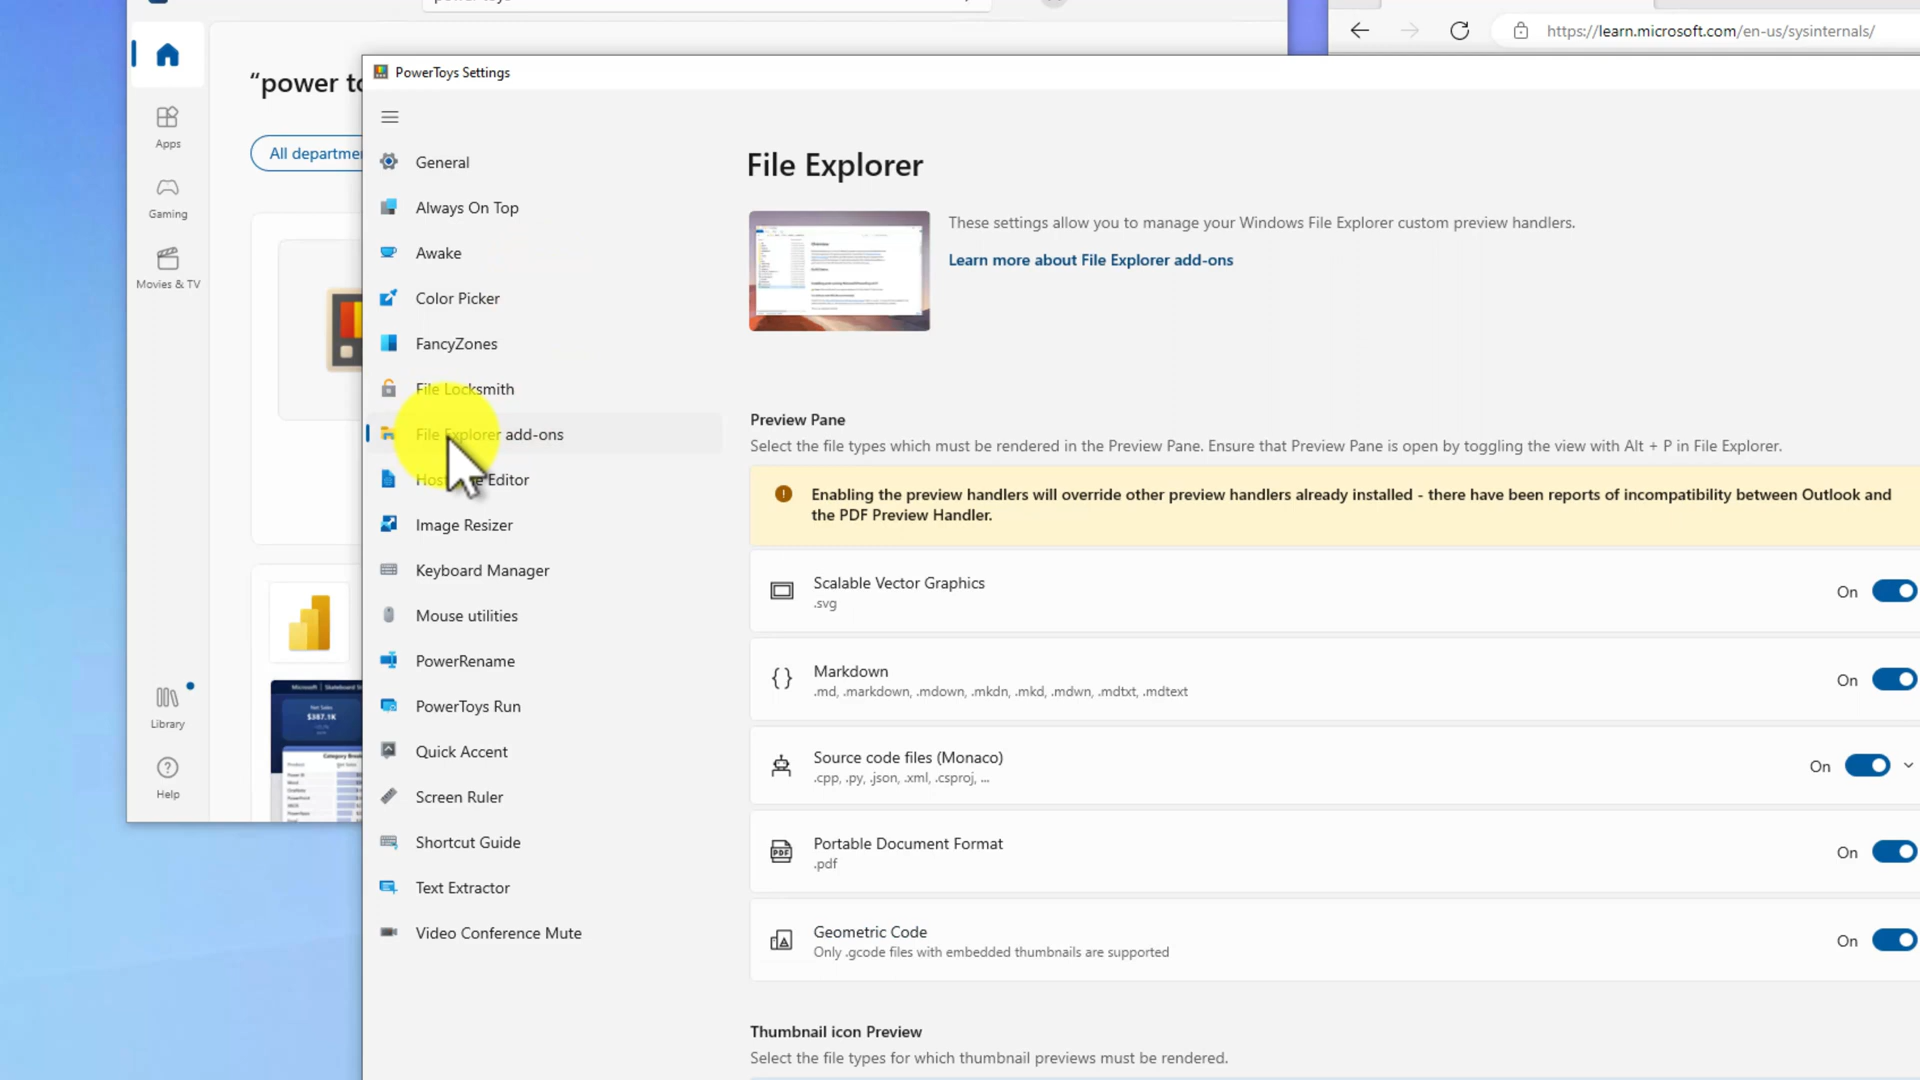 https://learn.microsoft.com/en-us/sysinternals/
PowerToys Settings
"power to
All departme
Apps
Gaming
Movies & TV
Library
Help
General
Always On Top
Awake
Color Picker
FancyZones
File Locksmith
File Explorer add-ons
Editor
Image Resizer
Keyboard Manager
Mouse utilities
PowerRename
PowerToys Run
Quick Accent
Screen Ruler
Shortcut Guide
Text Extractor
Video Conference Mute
File Explorer
These settings allow you to manage your Windows File Explorer custom preview handlers.
Learn more about File Explorer add-ons
Preview Pane
Select the file types which must be rendered in the Preview Pane. Ensure that Preview Pane is open by toggling the view with Alt + P in File Explorer.
Enabling the preview handlers will override other preview handlers already installed - there have been reports of incompatibility between Outlook and
the PDF Preview Handler.
Scalable Vector Graphics
.svg
On
Markdown
.md, .markdown, .mdown, .mkdn, .mkd, .mdwn, .mdtxt, .mdtext
On
Source code files (Monaco)
.cpp, .py, .json, .xml, .csproj, ...
On
Portable Document Format
.pdf
On
Geometric Code
Only .gcode files with embedded thumbnails are supported
On
Thumbnail icon Preview
Select the file types for which thumbnail previews must be rendered.
Net Sales
$387.1K